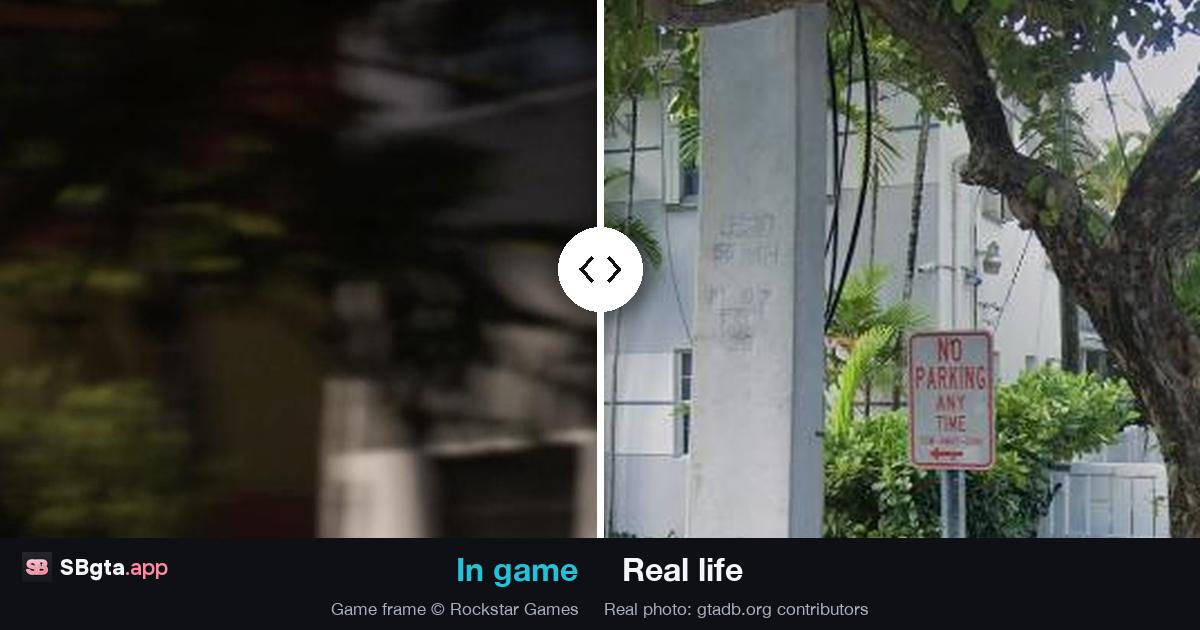 NO
PARKING
ANY
TIME
SB SBgta.app
In game
Real life
Game frame © Rockstar Games
Real photo: gtadb.org contributors